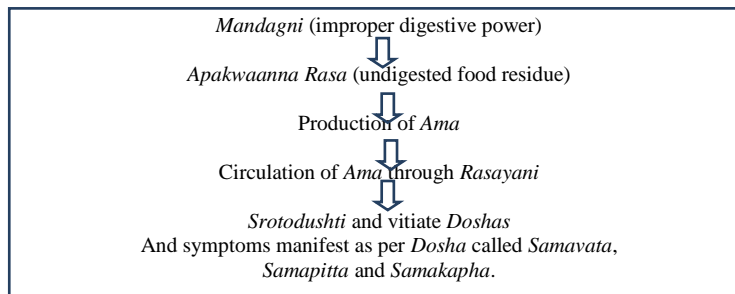 Mandagni (improper digestive power)
Apakwaanna Rasa (undigested food residue)
Production of Ama
Circulation of Ama through Rasayani
Srotodushti and vitiate Doshas
And symptoms manifest as per Dosha called Samavata,
Samapitta and Samakapha.